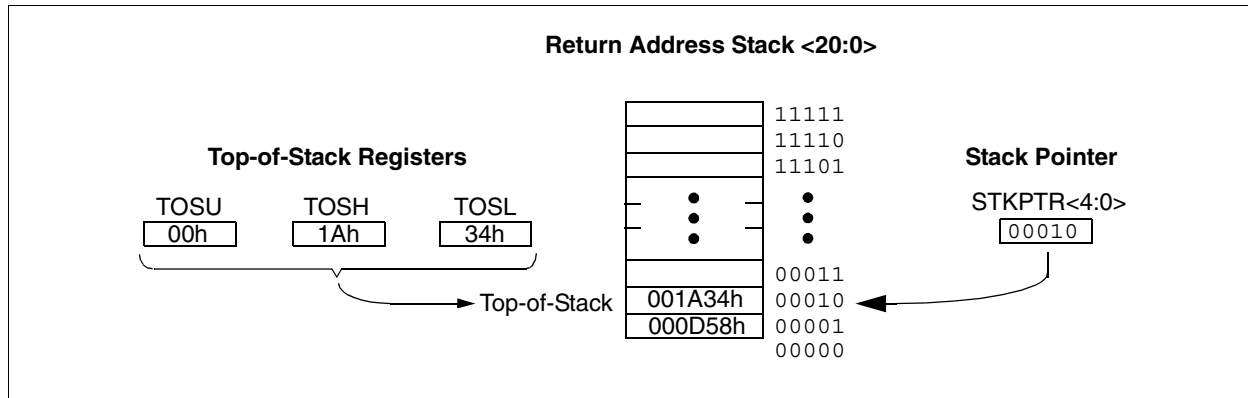 Return Address Stack <20:0>
11111
11110
11101
Top-of-Stack Registers
Stack Pointer
TOSU TOSH TOSL
STKPTR<4:0>
00h 1Ah 34h
00010
00011
Top-of-Stack 001A34h 00010
000D58h 00001
00000